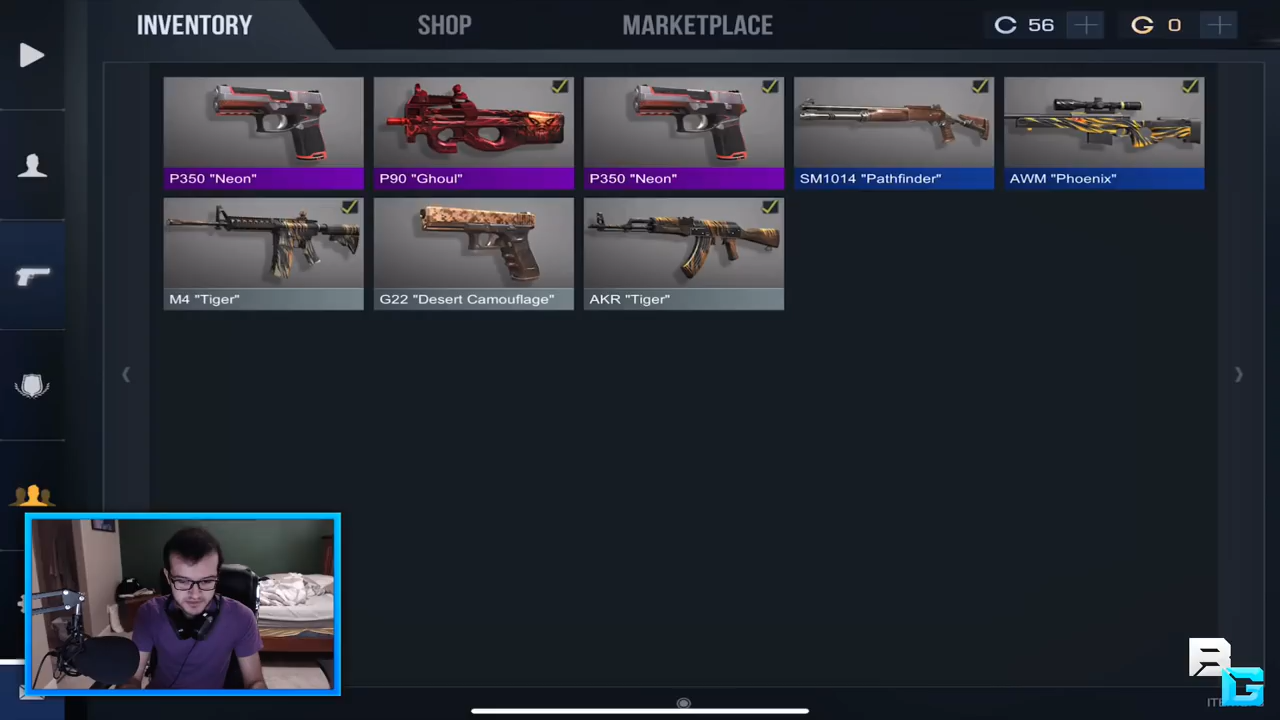 INVENTORY
SHOP
MARKETPLACE
C 56 +
G 0 +
P350 "Neon"
P90 "Ghoul"
P350 "Neon"
SM1014 "Pathfinder"
AWM "Phoenix"
M4 "Tiger"
G22 "Desert Camouflage"
AKR "Tiger"
B
G